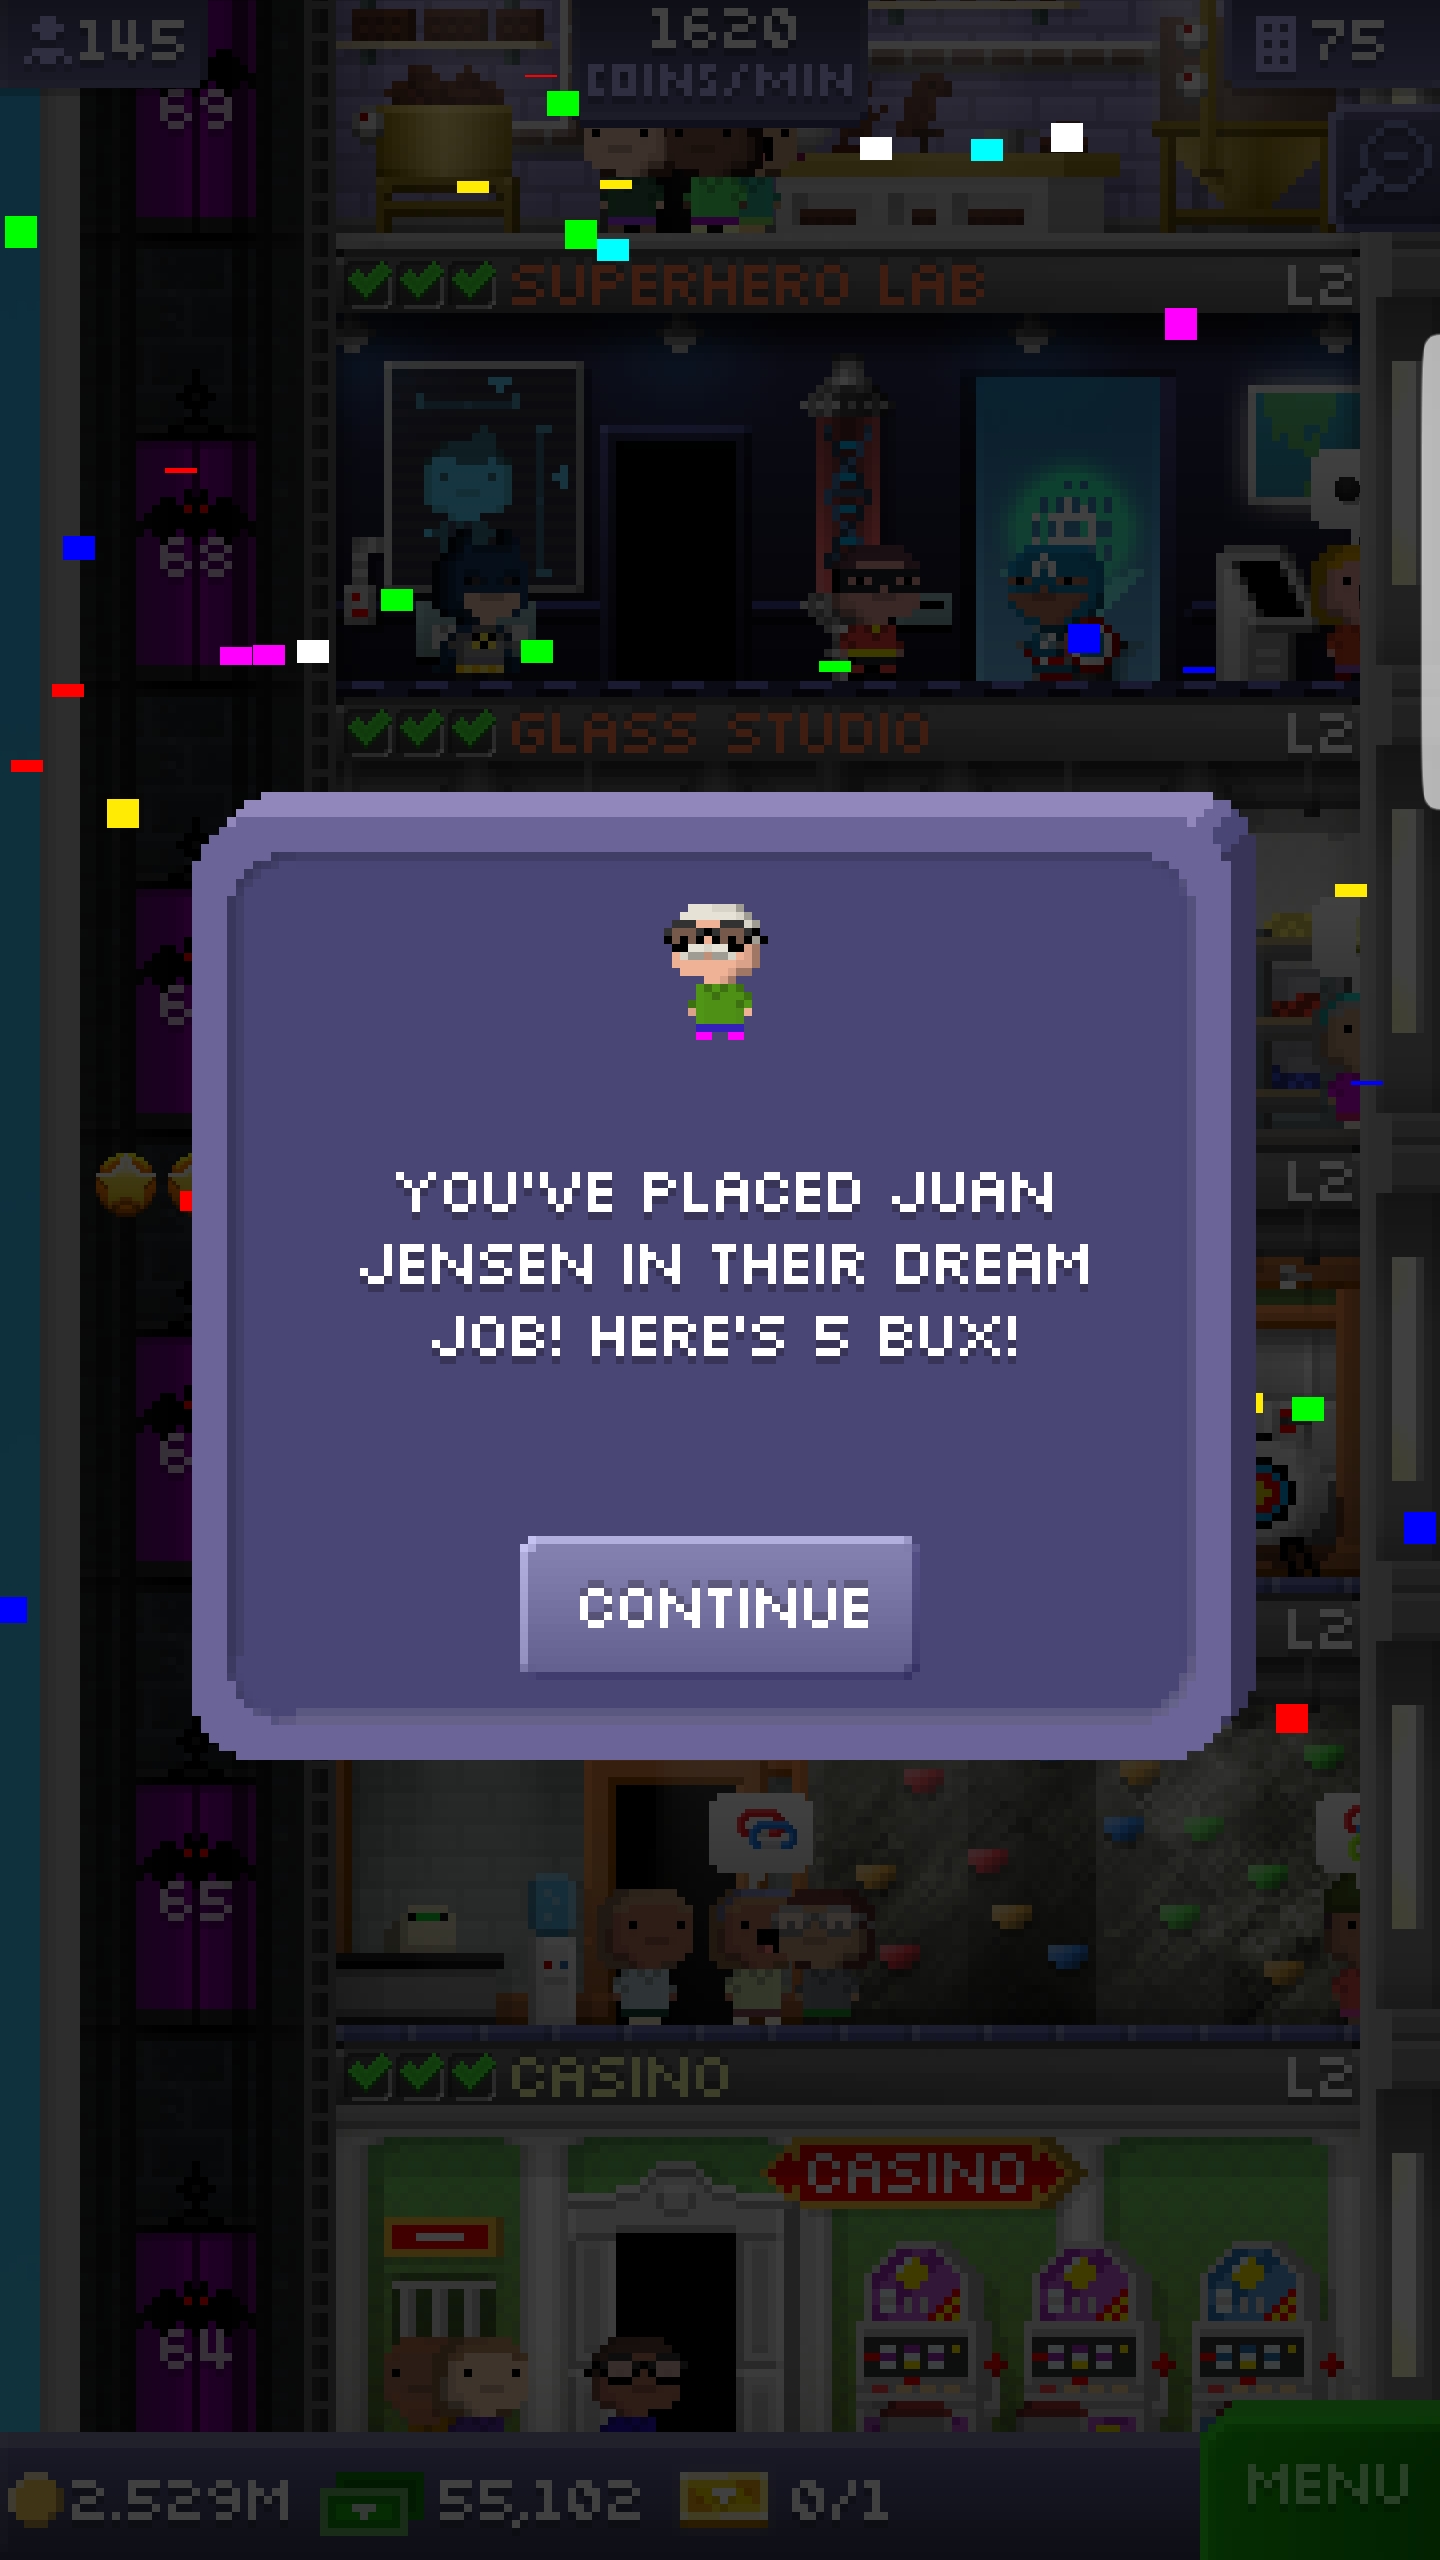 145
1620
COINS/MIN
75
69
SUPERHERO LAB L2
68
GLASS STUDIO L2
YOU'VE PLACED JUAN
JENSEN IN THEIR DREAM
JOB! HERE'S 5 BUX!
CONTINUE
L2
L2
65
CASINO L2
CASINO
64
2.529M 55,102 0/1
MENU